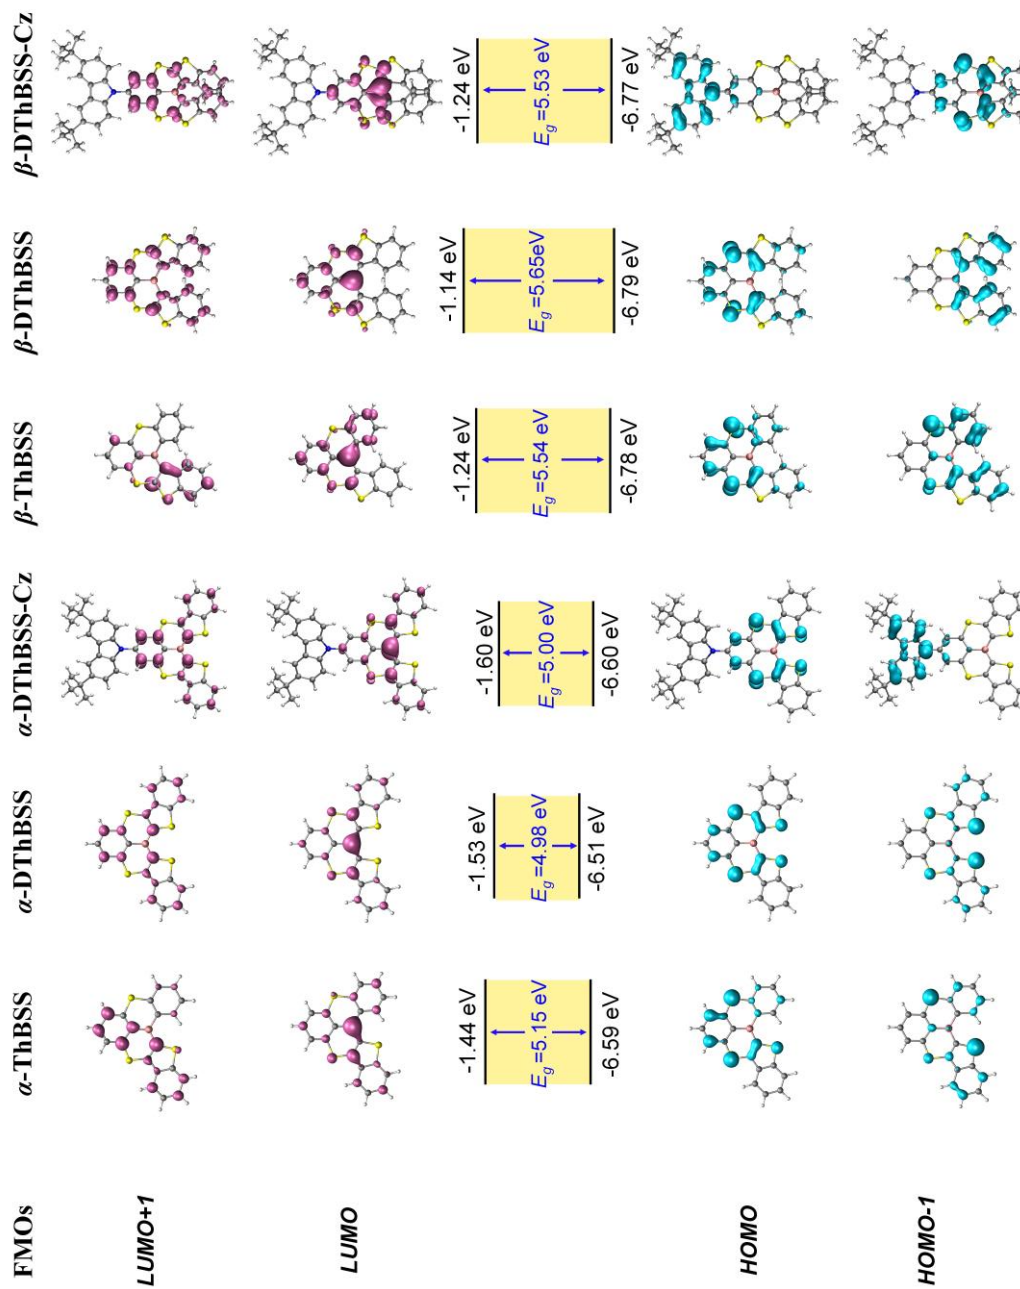 FMOs α-ThBSS α-DThBSS α-DThBSS-Cz β-ThBSS β-DThBSS β-DThBSS-Cz
LUMO+1
LUMO
-1.44 eV -1.53 eV -1.60 eV -1.24 eV -1.14 eV -1.24 eV
Eg=5.15 eV Eg=4.98 eV Eg=5.00 eV Eg=5.54 eV Eg=5.65eV Eg=5.53 eV
-6.59 eV -6.51 eV -6.60 eV -6.78 eV -6.79 eV -6.77 eV
HOMO
HOMO-1